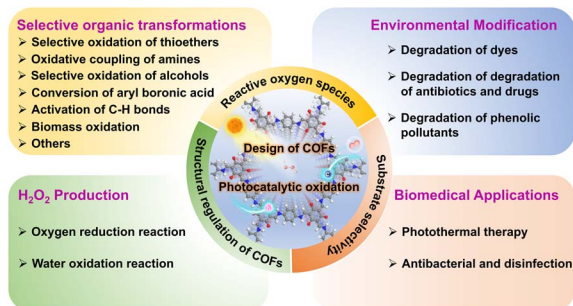 Selective organic transformations
➢ Selective oxidation of thioethers
➢ Oxidative coupling of amines
➢ Selective oxidation of alcohols
➢ Conversion of aryl boronic acid
➢ Activation of C-H bonds
➢ Biomass oxidation
➢ Others
Environmental Modification
➢ Degradation of dyes
➢ Degradation of degradation
of antibiotics and drugs
➢ Degradation of phenolic
pollutants
Reactive oxygen species
Structural regulation of COFs
Substrate selectivity
Design of COFs
Photocatalytic oxidation
H₂O₂ Production
➢ Oxygen reduction reaction
➢ Water oxidation reaction
Biomedical Applications
➢ Photothermal therapy
➢ Antibacterial and disinfection